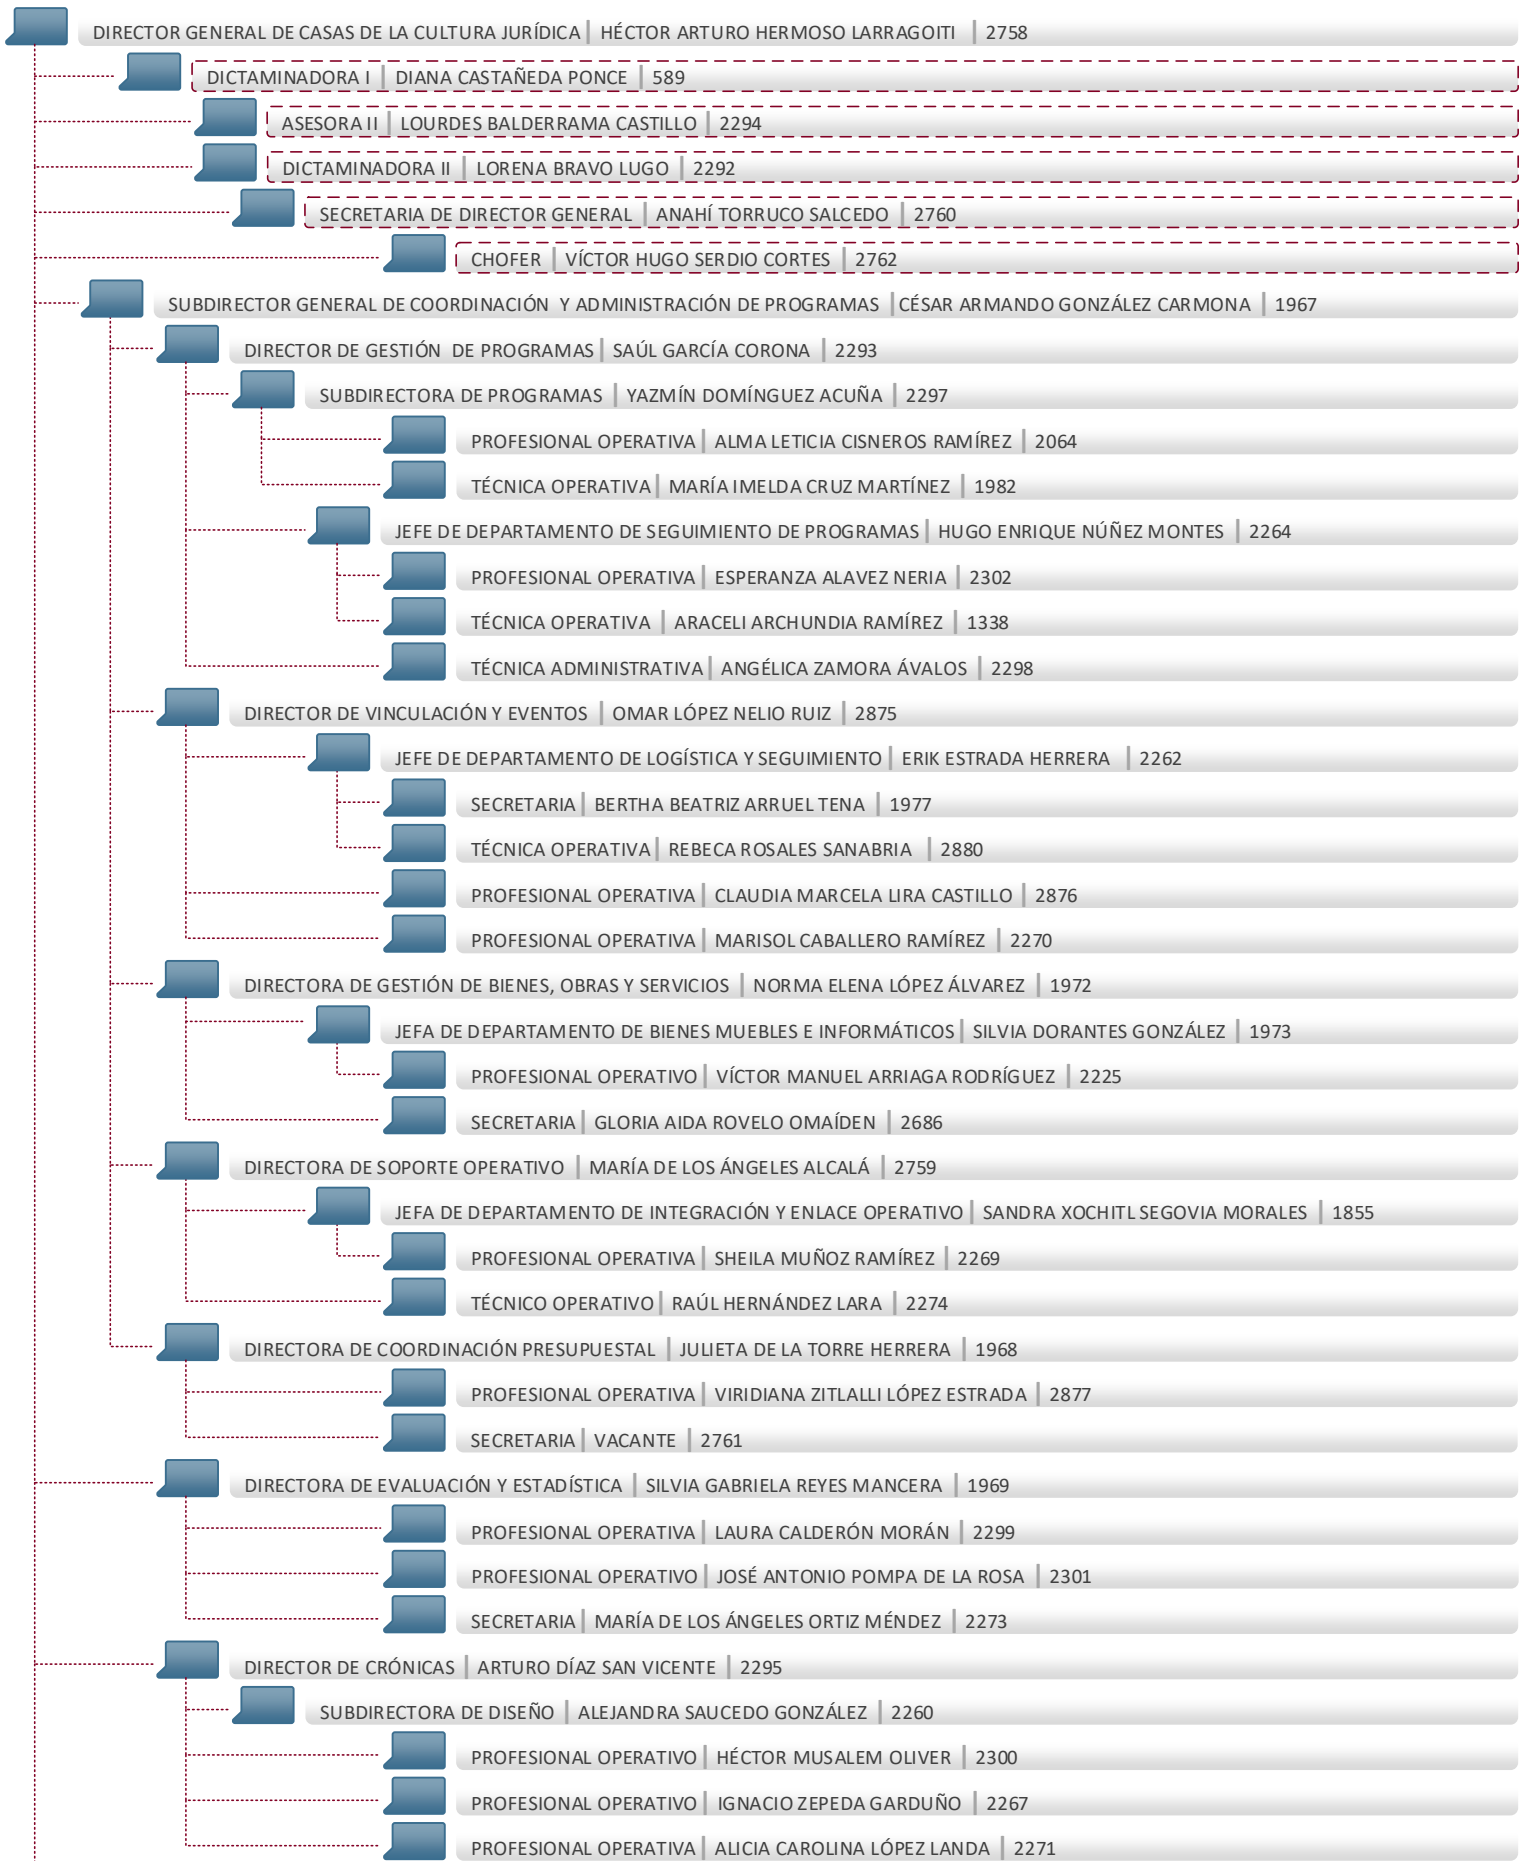 DIRECTOR GENERAL DE CASAS DE LA CULTURA JURÍDICA | HÉCTOR ARTURO HERMOSO LARRAGOITI | 2758
DICTAMINADORA I | DIANA CASTAÑEDA PONCE | 589
ASESORA II | LOURDES BALDERRAMA CASTILLO | 2294
DICTAMINADORA II | LORENA BRAVO LUGO | 2292
SECRETARIA DE DIRECTOR GENERAL | ANAHÍ TORRUCO SALCEDO | 2760
CHOFER | VÍCTOR HUGO SERDIO CORTES | 2762
SUBDIRECTOR GENERAL DE COORDINACIÓN Y ADMINISTRACIÓN DE PROGRAMAS | CÉSAR ARMANDO GONZÁLEZ CARMONA | 1967
DIRECTOR DE GESTIÓN DE PROGRAMAS | SAÚL GARCÍA CORONA | 2293
SUBDIRECTORA DE PROGRAMAS | YAZMÍN DOMÍNGUEZ ACUÑA | 2297
PROFESIONAL OPERATIVA | ALMA LETICIA CISNEROS RAMÍREZ | 2064
TÉCNICA OPERATIVA | MARÍA IMELDA CRUZ MARTÍNEZ | 1982
JEFE DE DEPARTAMENTO DE SEGUIMIENTO DE PROGRAMAS | HUGO ENRIQUE NÚÑEZ MONTES | 2264
PROFESIONAL OPERATIVA | ESPERANZA ALAVEZ NERIA | 2302
TÉCNICA OPERATIVA | ARACELI ARCHUNDIA RAMÍREZ | 1338
TÉCNICA ADMINISTRATIVA | ANGÉLICA ZAMORA ÁVALOS | 2298
DIRECTOR DE VINCULACIÓN Y EVENTOS | OMAR LÓPEZ NELIO RUIZ | 2875
JEFE DE DEPARTAMENTO DE LOGÍSTICA Y SEGUIMIENTO | ERIK ESTRADA HERRERA | 2262
SECRETARIA | BERTHA BEATRIZ ARRUEL TENA | 1977
TÉCNICA OPERATIVA | REBECA ROSALES SANABRIA | 2880
PROFESIONAL OPERATIVA | CLAUDIA MARCELA LIRA CASTILLO | 2876
PROFESIONAL OPERATIVA | MARISOL CABALLERO RAMÍREZ | 2270
DIRECTORA DE GESTIÓN DE BIENES, OBRAS Y SERVICIOS | NORMA ELENA LÓPEZ ÁLVAREZ | 1972
JEFA DE DEPARTAMENTO DE BIENES MUEBLES E INFORMÁTICOS | SILVIA DORANTES GONZÁLEZ | 1973
PROFESIONAL OPERATIVO | VÍCTOR MANUEL ARRIAGA RODRÍGUEZ | 2225
SECRETARIA | GLORIA AIDA ROVELO OMAÍDEN | 2686
DIRECTORA DE SOPORTE OPERATIVO | MARÍA DE LOS ÁNGELES ALCALÁ | 2759
JEFA DE DEPARTAMENTO DE INTEGRACIÓN Y ENLACE OPERATIVO | SANDRA XOCHITL SEGOVIA MORALES | 1855
PROFESIONAL OPERATIVA | SHEILA MUÑOZ RAMÍREZ | 2269
TÉCNICO OPERATIVO | RAÚL HERNÁNDEZ LARA | 2274
DIRECTORA DE COORDINACIÓN PRESUPUESTAL | JULIETA DE LA TORRE HERRERA | 1968
PROFESIONAL OPERATIVA | VIRIDIANA ZITLALLI LÓPEZ ESTRADA | 2877
SECRETARIA | VACANTE | 2761
DIRECTORA DE EVALUACIÓN Y ESTADÍSTICA | SILVIA GABRIELA REYES MANCERA | 1969
PROFESIONAL OPERATIVA | LAURA CALDERÓN MORÁN | 2299
PROFESIONAL OPERATIVO | JOSÉ ANTONIO POMPA DE LA ROSA | 2301
SECRETARIA | MARÍA DE LOS ÁNGELES ORTIZ MÉNDEZ | 2273
DIRECTOR DE CRÓNICAS | ARTURO DÍAZ SAN VICENTE | 2295
SUBDIRECTORA DE DISEÑO | ALEJANDRA SAUCEDO GONZÁLEZ | 2260
PROFESIONAL OPERATIVO | HÉCTOR MUSALEM OLIVER | 2300
PROFESIONAL OPERATIVO | IGNACIO ZEPEDA GARDUÑO | 2267
PROFESIONAL OPERATIVA | ALICIA CAROLINA LÓPEZ LANDA | 2271